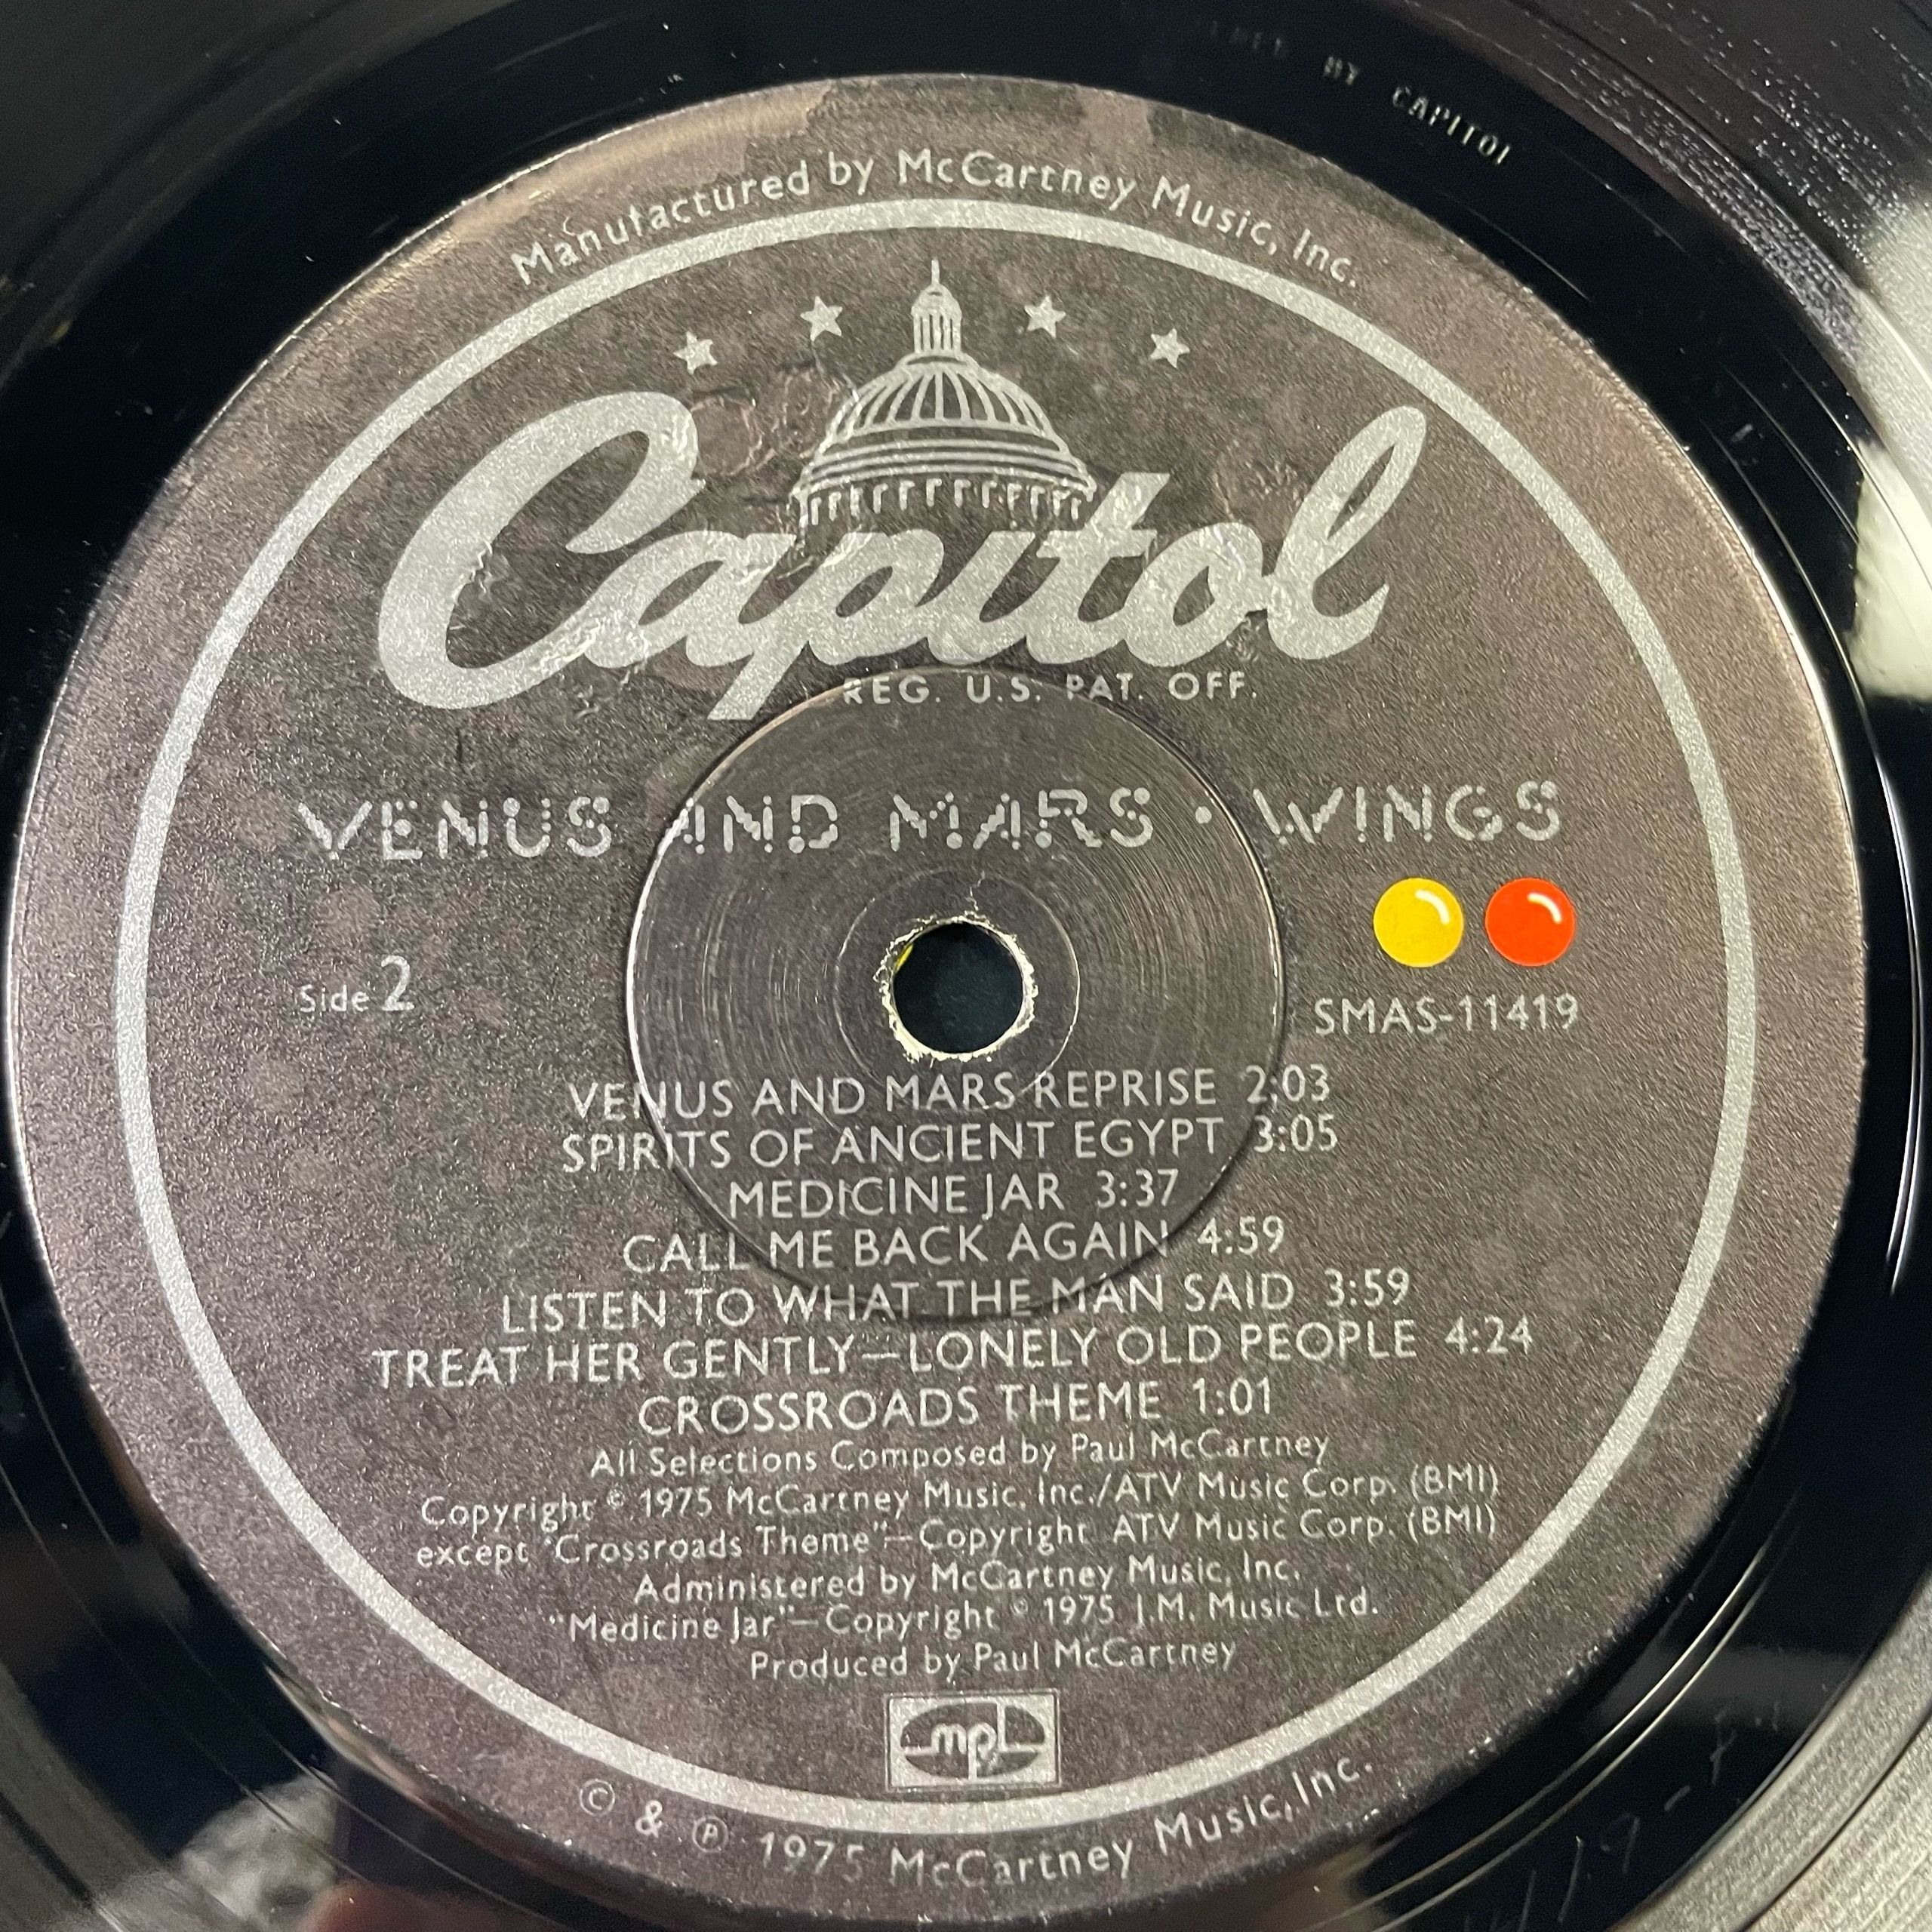 BY CAPITOL
Manufactured by McCartney Music, Inc.
Capitol
REG. U.S. PAT. OFF.
VENUS AND MARS • WINGS
Side 2
SMAS-11419
VENUS AND MARS REPRISE 2:03
SPIRITS OF ANCIENT EGYPT 3:05
MEDICINE JAR 3:37
CALL ME BACK AGAIN 4:59
LISTEN TO WHAT THE MAN SAID 3:59
TREAT HER GENTLY—LONELY OLD PEOPLE 4:24
CROSSROADS THEME 1:01
All Selections Composed by Paul McCartney
Copyright © 1975 McCartney Music, Inc./ATV Music Corp. (BMI)
except "Crossroads Theme"—Copyright ATV Music Corp. (BMI)
Administered by McCartney Music, Inc.
"Medicine Jar"—Copyright © 1975 J.M. Music Ltd.
Produced by Paul McCartney
mpl
© & ℗ 1975 McCartney Music, Inc.